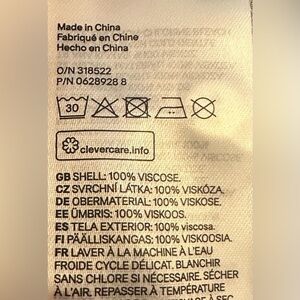 Made in China
Fabriqué en Chine
Hecho en China
O/N 318522
P/N 0628928 8
30
clevercare.info
GB SHELL: 100% VISCOSE.
CZ SVRCHNÍ LÁTKA: 100% VISKÓZA.
DE OBERMATERIAL: 100% VISKOSE.
EE ÜMBRIS: 100% VISKOOS.
ES TELA EXTERIOR: 100% viscosa.
FI PÄÄLLISKANGAS: 100% VISKOOSIA.
FR LAVER À LA MACHINE À L'EAU
FROIDE CYCLE DÉLICAT. BLANCHIR
SANS CHLORE SI NÉCESSAIRE. SÉCHER
À L'AIR. REPASSER À TEMPÉRATURE